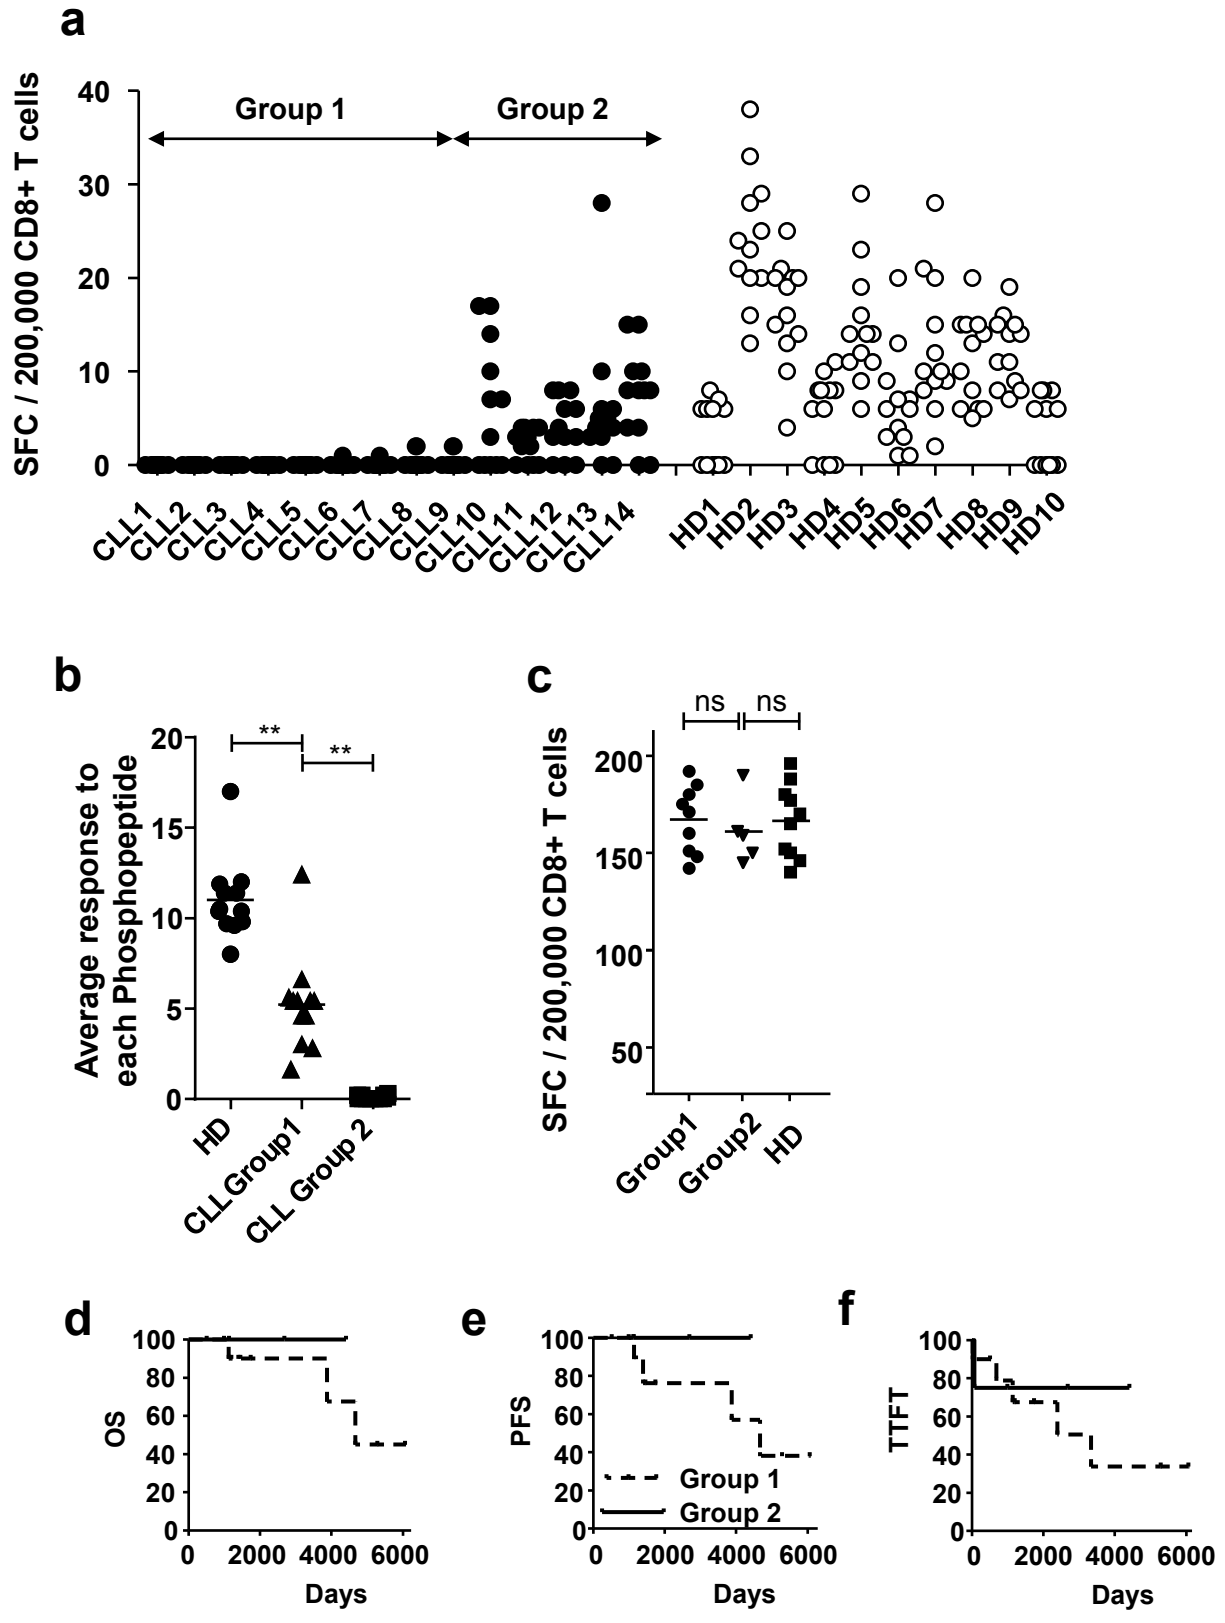 a
SFC / 200,000 CD8+ T cells
40
30
20
10
0
Group 1
Group 2
CLL1
CLL2
CLL3
CLL4
CLL5
CLL6
CLL7
CLL8
CLL9
CLL10
CLL11
CLL12
CLL13
CLL14
HD1
HD2
HD3
HD4
HD5
HD6
HD7
HD8
HD9
HD10
b
Average response to
each Phosphopeptide
20
15
10
5
0
**
**
HD
CLL Group1
CLL Group 2
c
SFC / 200,000 CD8+ T cells
200
150
100
50
ns
ns
Group1
Group2
HD
d
OS
100
80
60
40
20
0
0 2000 4000 6000
Days
e
PFS
100
80
60
40
20
0
Group 1
Group 2
0 2000 4000 6000
Days
f
TTFT
100
80
60
40
20
0
0 2000 4000 6000
Days